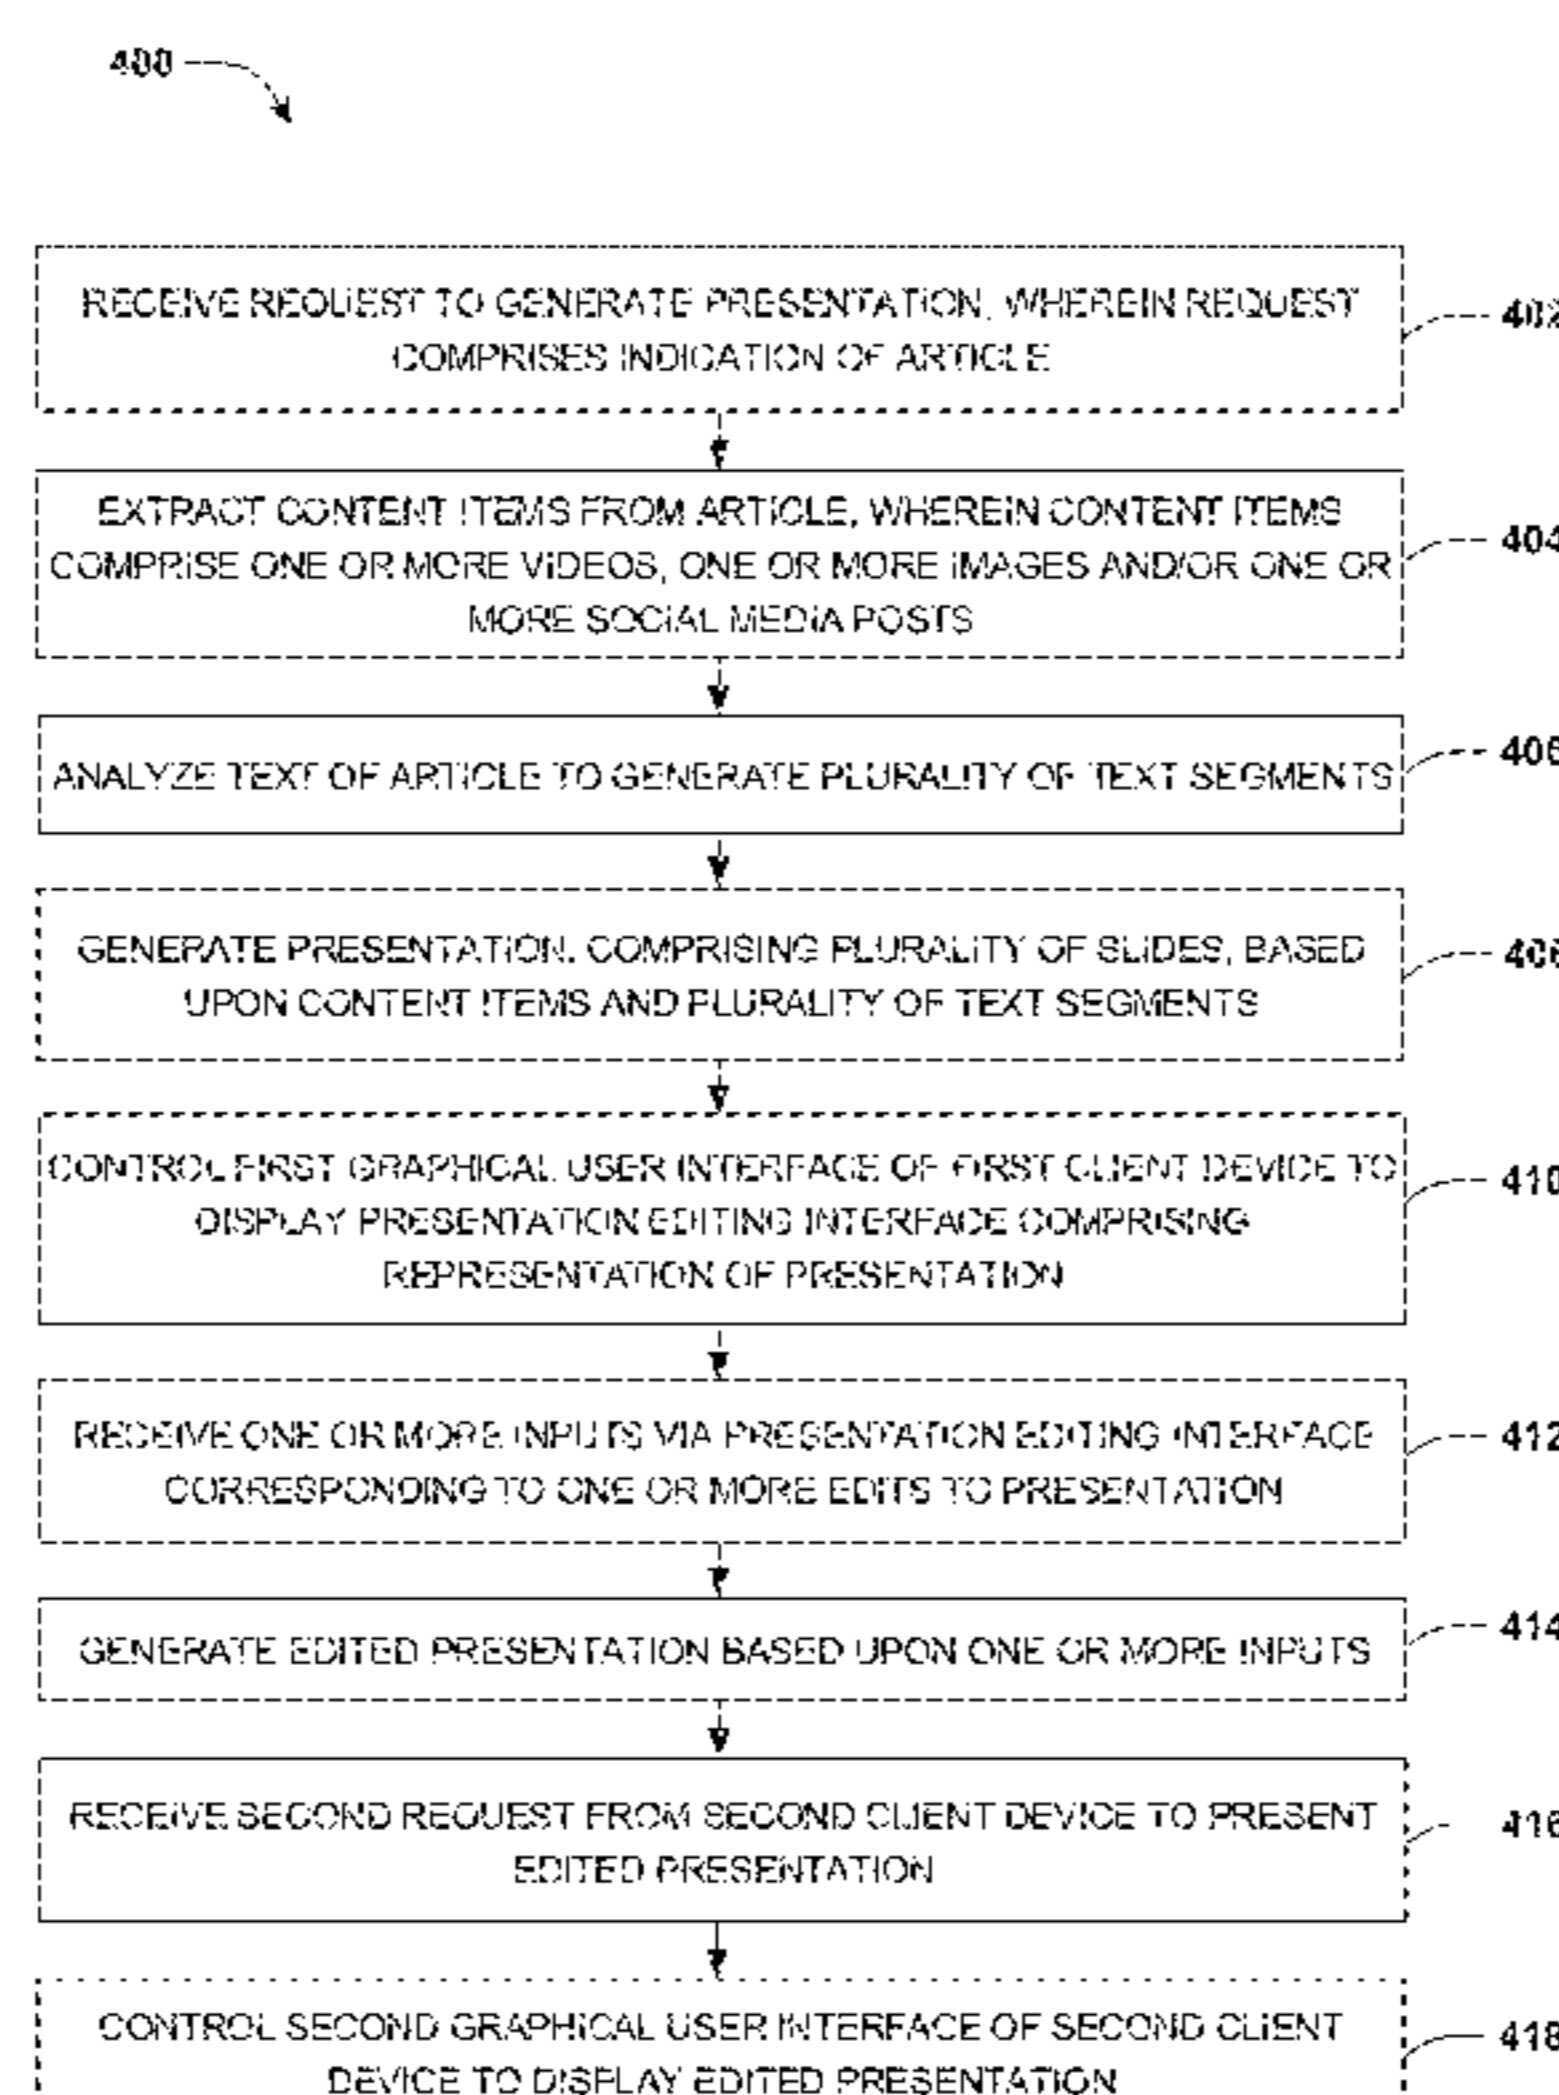 400
RECEIVE REQUEST TO GENERATE PRESENTATION, WHEREIN REQUEST
COMPRISES INDICATION OF ARTICLE
402
EXTRACT CONTENT ITEMS FROM ARTICLE, WHEREIN CONTENT ITEMS
COMPRISE ONE OR MORE VIDEOS, ONE OR MORE IMAGES AND/OR ONE OR
MORE SOCIAL MEDIA POSTS
404
ANALYZE TEXT OF ARTICLE TO GENERATE PLURALITY OF TEXT SEGMENTS
406
GENERATE PRESENTATION, COMPRISING PLURALITY OF SLIDES, BASED
UPON CONTENT ITEMS AND PLURALITY OF TEXT SEGMENTS
CONTROL FIRST GRAPHICAL USER INTERFACE OF FIRST CLIENT DEVICE TO
DISPLAY PRESENTATION EDITING INTERFACE COMPRISING
REPRESENTATION OF PRESENTATION
410
RECEIVE ONE OR MORE INPUTS VIA PRESENTATION EDITING INTERFACE
CORRESPONDING TO ONE OR MORE EDITS TO PRESENTATION
412
GENERATE EDITED PRESENTATION BASED UPON ONE OR MORE INPUTS
414
RECEIVE SECOND REQUEST FROM SECOND CLIENT DEVICE TO PRESENT
EDITED PRESENTATION
416
CONTROL SECOND GRAPHICAL USER INTERFACE OF SECOND CLIENT
DEVICE TO DISPLAY EDITED PRESENTATION
418